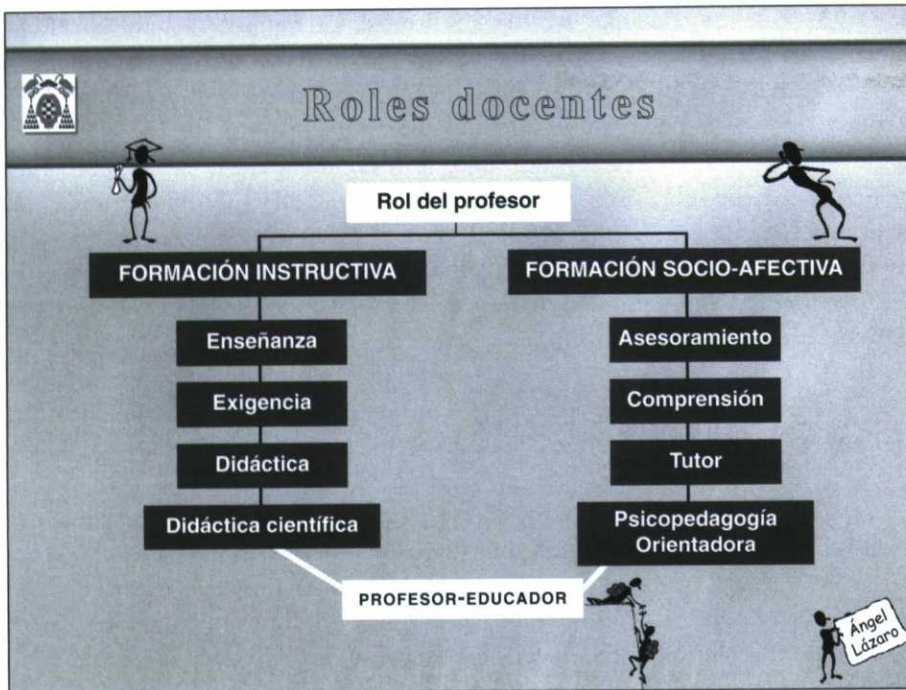 Roles docentes
Rol del profesor
FORMACIÓN INSTRUCTIVA
Enseñanza
Exigencia
Didáctica
Didáctica científica
FORMACIÓN SOCIO-AFECTIVA
Asesoramiento
Comprensión
Tutor
Psicopedagogía
Orientadora
PROFESOR-EDUCADOR
Ángel
Lázaro